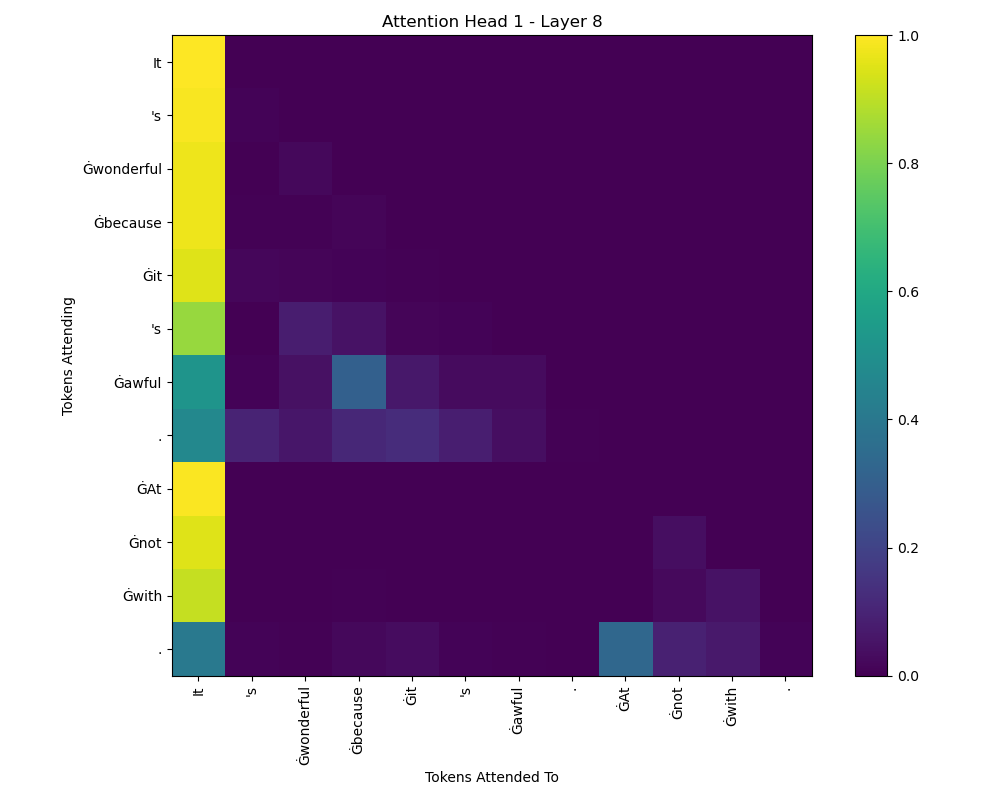 Attention Head 1 - Layer 8
Tokens Attending
It
's
Ġwonderful
Ġbecause
Ġit
's
Ġawful
.
ĠAt
Ġnot
Ġwith
.
It
's
Ġwonderful
Ġbecause
Ġit
's
Ġawful
.
ĠAt
Ġnot
Ġwith
.
Tokens Attended To
1.0
0.8
0.6
0.4
0.2
0.0